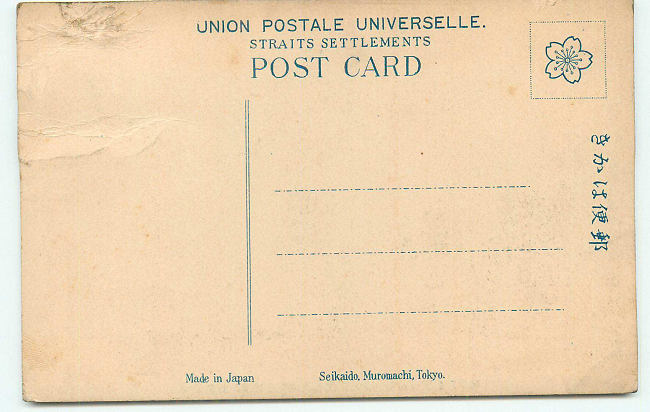 UNION POSTALE UNIVERSELLE.
STRAITS SETTLEMENTS
POST CARD
きかは便郵
Made in Japan
Seikaido, Muromachi, Tokyo.